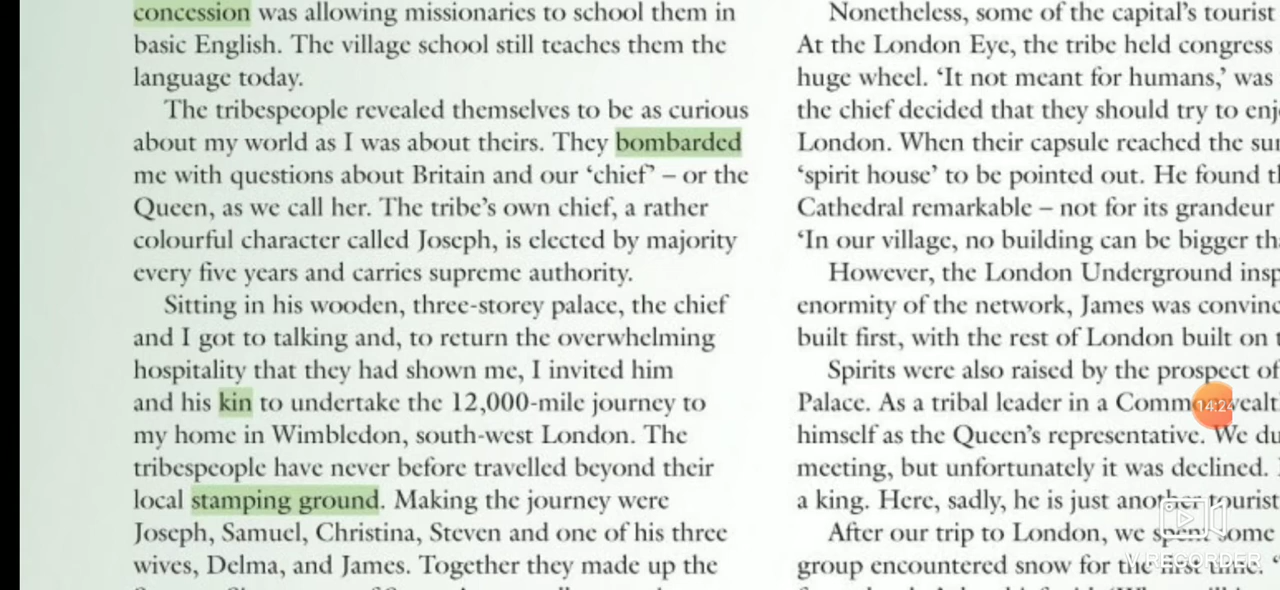 concession was allowing missionaries to school them in
basic English. The village school still teaches them the
language today.
The tribespeople revealed themselves to be as curious
about my world as I was about theirs. They bombarded
me with questions about Britain and our ‘chief’ – or the
Queen, as we call her. The tribe’s own chief, a rather
colourful character called Joseph, is elected by majority
every five years and carries supreme authority.
Sitting in his wooden, three-storey palace, the chief
and I got to talking and, to return the overwhelming
hospitality that they had shown me, I invited him
and his kin to undertake the 12,000-mile journey to
my home in Wimbledon, south-west London. The
tribespeople have never before travelled beyond their
local stamping ground. Making the journey were
Joseph, Samuel, Christina, Steven and one of his three
wives, Delma, and James. Together they made up the
Nonetheless, some of the capital’s tourist
At the London Eye, the tribe held congress
huge wheel. ‘It not meant for humans,’ was
the chief decided that they should try to enj
London. When their capsule reached the su
‘spirit house’ to be pointed out. He found t
Cathedral remarkable – not for its grandeur
‘In our village, no building can be bigger th
However, the London Underground insp
enormity of the network, James was convinc
built first, with the rest of London built on t
Spirits were also raised by the prospect of
Palace. As a tribal leader in a Commonwealt
himself as the Queen’s representative. We du
meeting, but unfortunately it was declined.
a king. Here, sadly, he is just another tourist
After our trip to London, we spent some
group encountered snow for the first time. ‘
14:24
V RECORDER